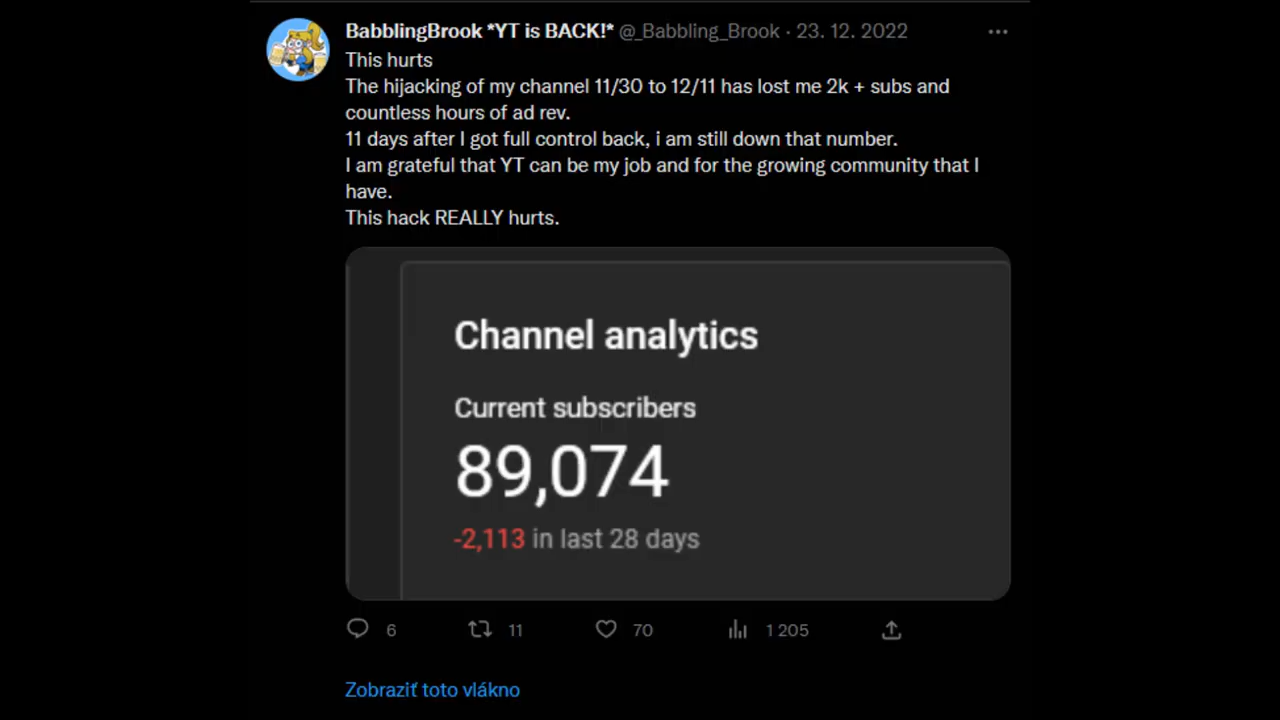 BabblingBrook *YT is BACK!* @_Babbling_Brook · 23. 12. 2022
This hurts
The hijacking of my channel 11/30 to 12/11 has lost me 2k + subs and
countless hours of ad rev.
11 days after I got full control back, i am still down that number.
I am grateful that YT can be my job and for the growing community that I
have.
This hack REALLY hurts.
Channel analytics
Current subscribers
89,074
-2,113 in last 28 days
6 11 70 1 205
Zobraziť toto vlákno